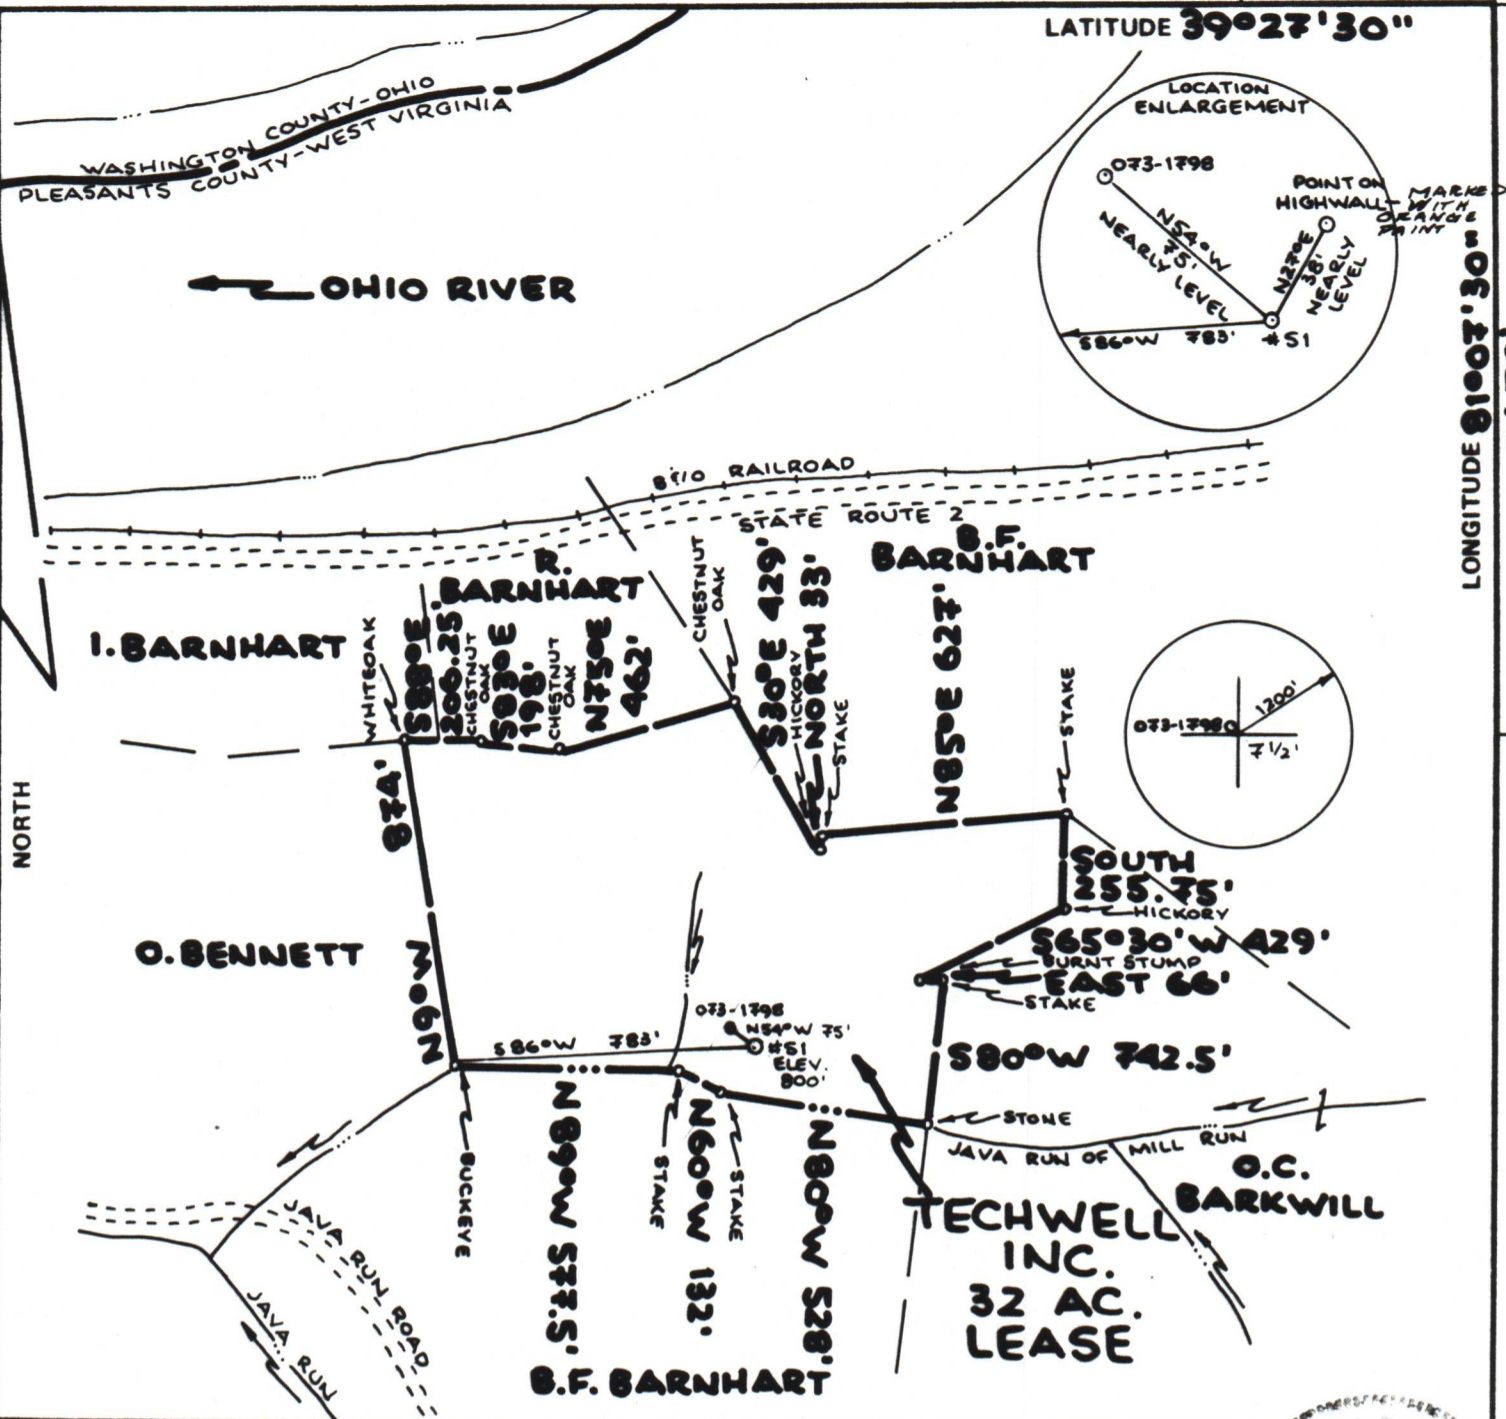 LATITUDE 39°27'30"
LOCATION
ENLARGEMENT
WASHINGTON COUNTY-OHIO
PLEASANTS COUNTY-WEST VIRGINIA
073-1798
POINT ON
HIGHWALL
MARKED
WITH
ORANGE
PAINT
N54°W
75'
NEARLY LEVEL
N27°E
38'
NEARLY
LEVEL
S86°W 783'
#S1
OHIO RIVER
LONGITUDE 81°07'30"
B&O RAILROAD
STATE ROUTE 2
B.F.
BARNHART
R.
BARNHART
I. BARNHART
WHITEOAK
S88°E
206.25'
CHESTNUT
OAK
S83°E
198'
CHESTNUT
OAK
N75°E
462'
CHESTNUT
OAK
S30°E 429'
HICKORY
NORTH 33'
STAKE
N85°E 627'
STAKE
1200'
073-1798
7 1/2'
NORTH
874'
N9°W
SOUTH
255.75'
HICKORY
S65°30'W 429'
BURNT STUMP
EAST 66'
STAKE
O. BENNETT
073-1798
N54°W 75'
S86°W 783'
#S1
ELEV.
800'
S80°W 742.5'
STONE
JAVA RUN OF MILL RUN
O.C.
BARKWILL
BUCKEYE
N89°W 577.5'
STAKE
N60°W 132'
STAKE
N80°W 528'
TECHWELL
INC.
32 AC.
LEASE
JAVA RUN ROAD
JAVA RUN
B.F. BARNHART